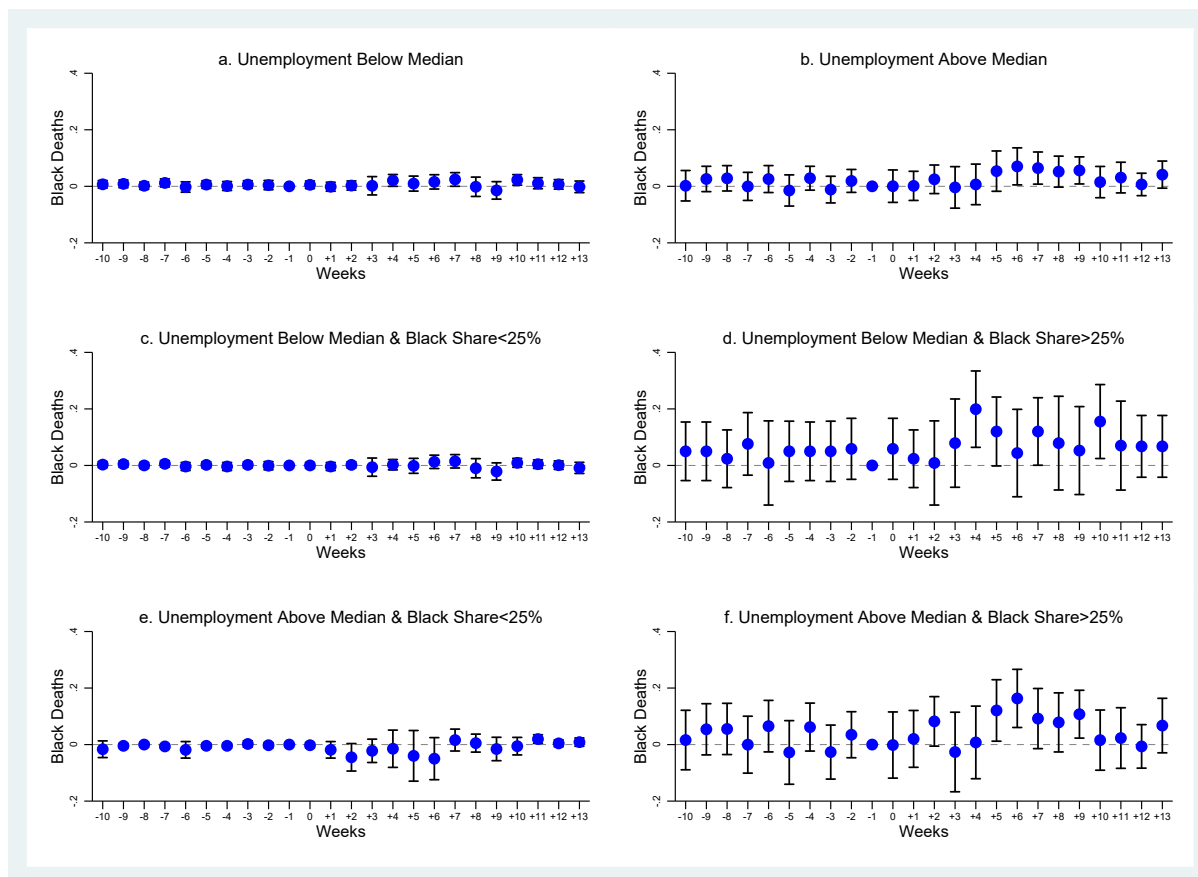 a. Unemployment Below Median
Black Deaths
.4
.2
0
-.2
-10 -9 -8 -7 -6 -5 -4 -3 -2 -1 0 +1 +2 +3 +4 +5 +6 +7 +8 +9 +10 +11 +12 +13
Weeks
b. Unemployment Above Median
Black Deaths
.4
.2
0
-.2
-10 -9 -8 -7 -6 -5 -4 -3 -2 -1 0 +1 +2 +3 +4 +5 +6 +7 +8 +9 +10 +11 +12 +13
Weeks
c. Unemployment Below Median & Black Share<25%
Black Deaths
.4
.2
0
-.2
-10 -9 -8 -7 -6 -5 -4 -3 -2 -1 0 +1 +2 +3 +4 +5 +6 +7 +8 +9 +10 +11 +12 +13
Weeks
d. Unemployment Below Median & Black Share>25%
Black Deaths
.4
.2
0
-.2
-10 -9 -8 -7 -6 -5 -4 -3 -2 -1 0 +1 +2 +3 +4 +5 +6 +7 +8 +9 +10 +11 +12 +13
Weeks
e. Unemployment Above Median & Black Share<25%
Black Deaths
.4
.2
0
-.2
-10 -9 -8 -7 -6 -5 -4 -3 -2 -1 0 +1 +2 +3 +4 +5 +6 +7 +8 +9 +10 +11 +12 +13
Weeks
f. Unemployment Above Median & Black Share>25%
Black Deaths
.4
.2
0
-.2
-10 -9 -8 -7 -6 -5 -4 -3 -2 -1 0 +1 +2 +3 +4 +5 +6 +7 +8 +9 +10 +11 +12 +13
Weeks